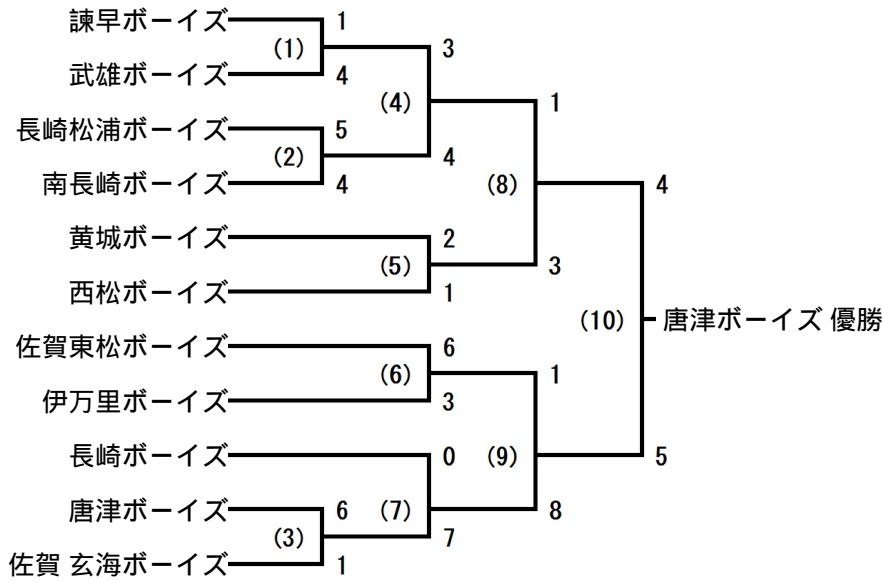 諫早ボーイズ 1
(1) 3
武雄ボーイズ 4
(4) 1
長崎松浦ボーイズ 5
(2) 4
南長崎ボーイズ 4
(8) 4
黄城ボーイズ 2
(5) 3
西松ボーイズ 1
(10) 唐津ボーイズ 優勝
佐賀東松ボーイズ 6
(6) 1
伊万里ボーイズ 3
長崎ボーイズ 0 (9) 5
唐津ボーイズ 6 (7) 8
(3) 7
佐賀 玄海ボーイズ 1